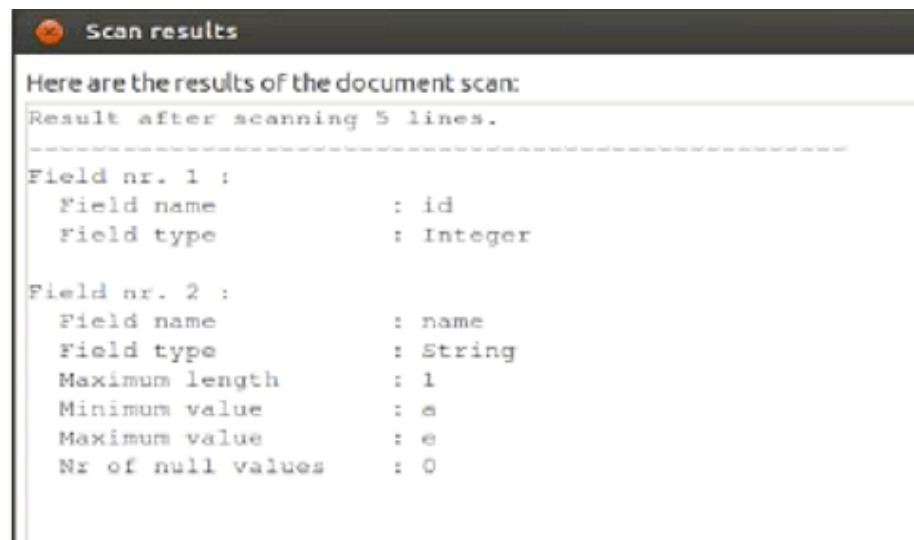 Scan results
Here are the results of the document scan:
Result after scanning 5 lines.
----------------------------------------------------
Field nr. 1 :
Field name : id
Field type : Integer
Field nr. 2 :
Field name : name
Field type : String
Maximum length : 1
Minimum value : a
Maximum value : e
Nr of null values : 0